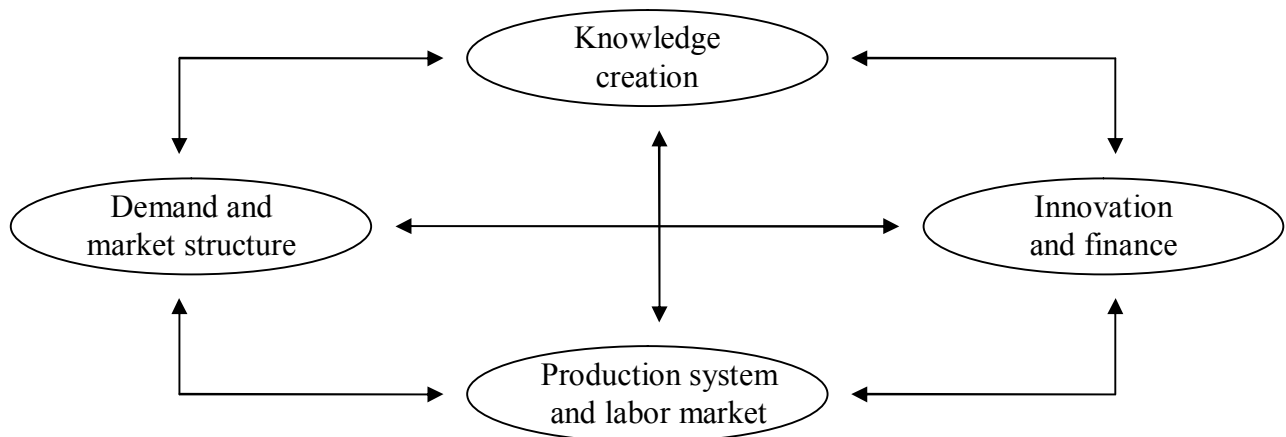 Knowledge
creation
Demand and
market structure
Innovation
and finance
Production system
and labor market